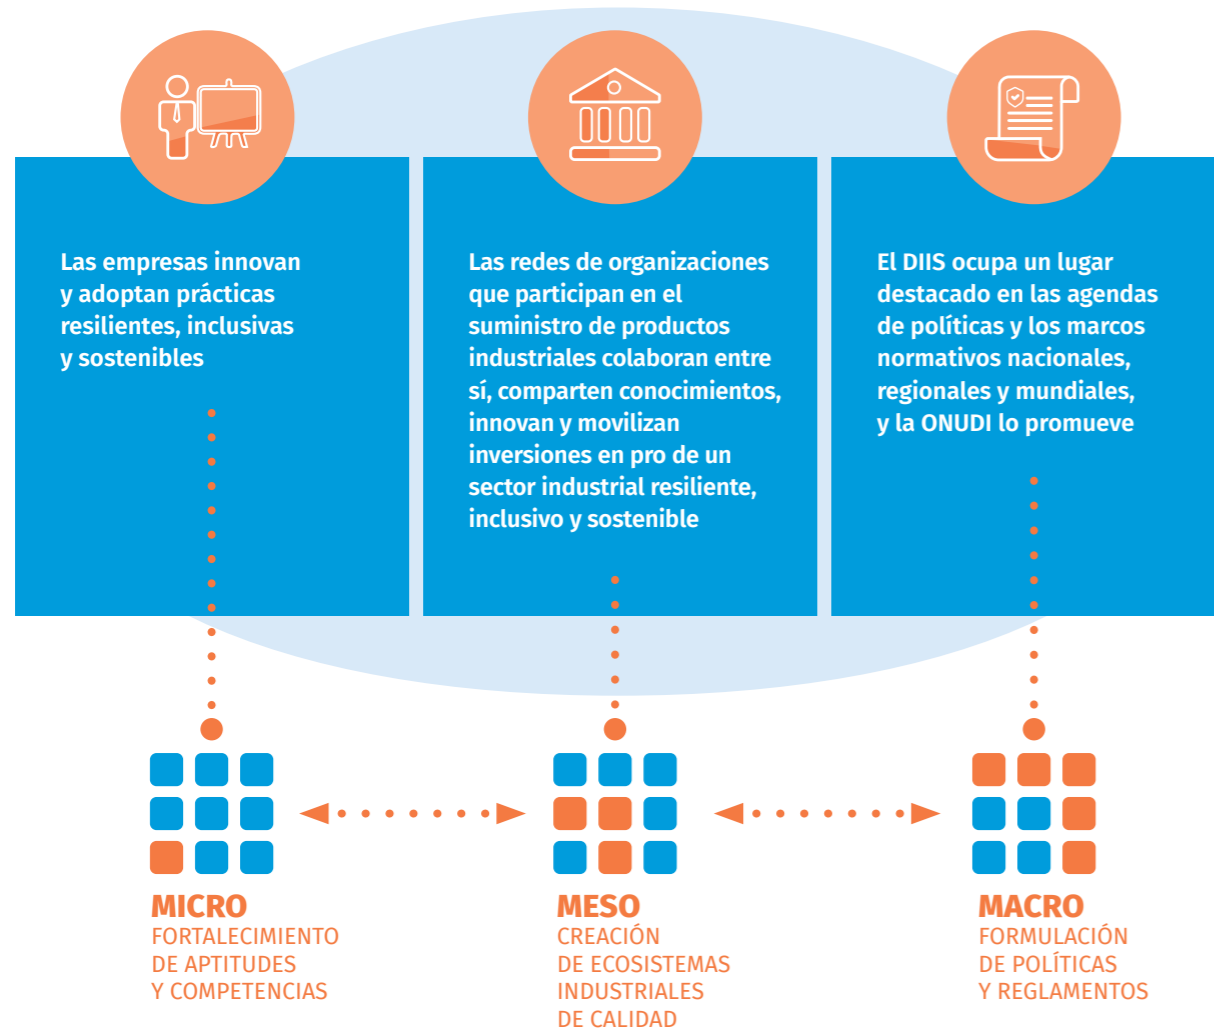 Las empresas innovan
y adoptan prácticas
resilientes, inclusivas
y sostenibles
Las redes de organizaciones
que participan en el
suministro de productos
industriales colaboran entre
sí, comparten conocimientos,
innovan y movilizan
inversiones en pro de un
sector industrial resiliente,
inclusivo y sostenible
El DIIS ocupa un lugar
destacado en las agendas
de políticas y los marcos
normativos nacionales,
regionales y mundiales,
y la ONUDI lo promueve
MICRO
FORTALECIMIENTO
DE APTITUDES
Y COMPETENCIAS
MESO
CREACIÓN
DE ECOSISTEMAS
INDUSTRIALES
DE CALIDAD
MACRO
FORMULACIÓN
DE POLÍTICAS
Y REGLAMENTOS